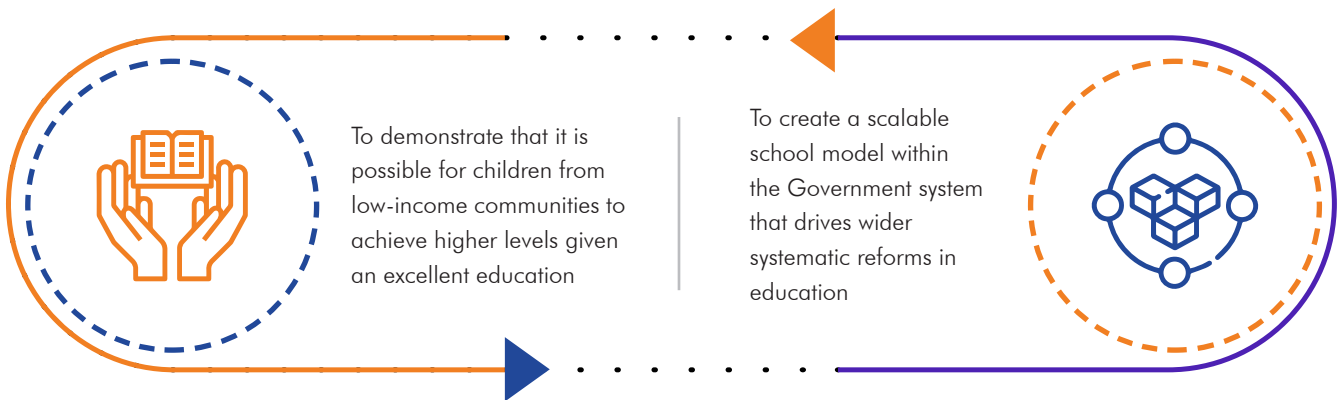 To demonstrate that it is
possible for children from
low-income communities to
achieve higher levels given
an excellent education
To create a scalable
school model within
the Government system
that drives wider
systematic reforms in
education